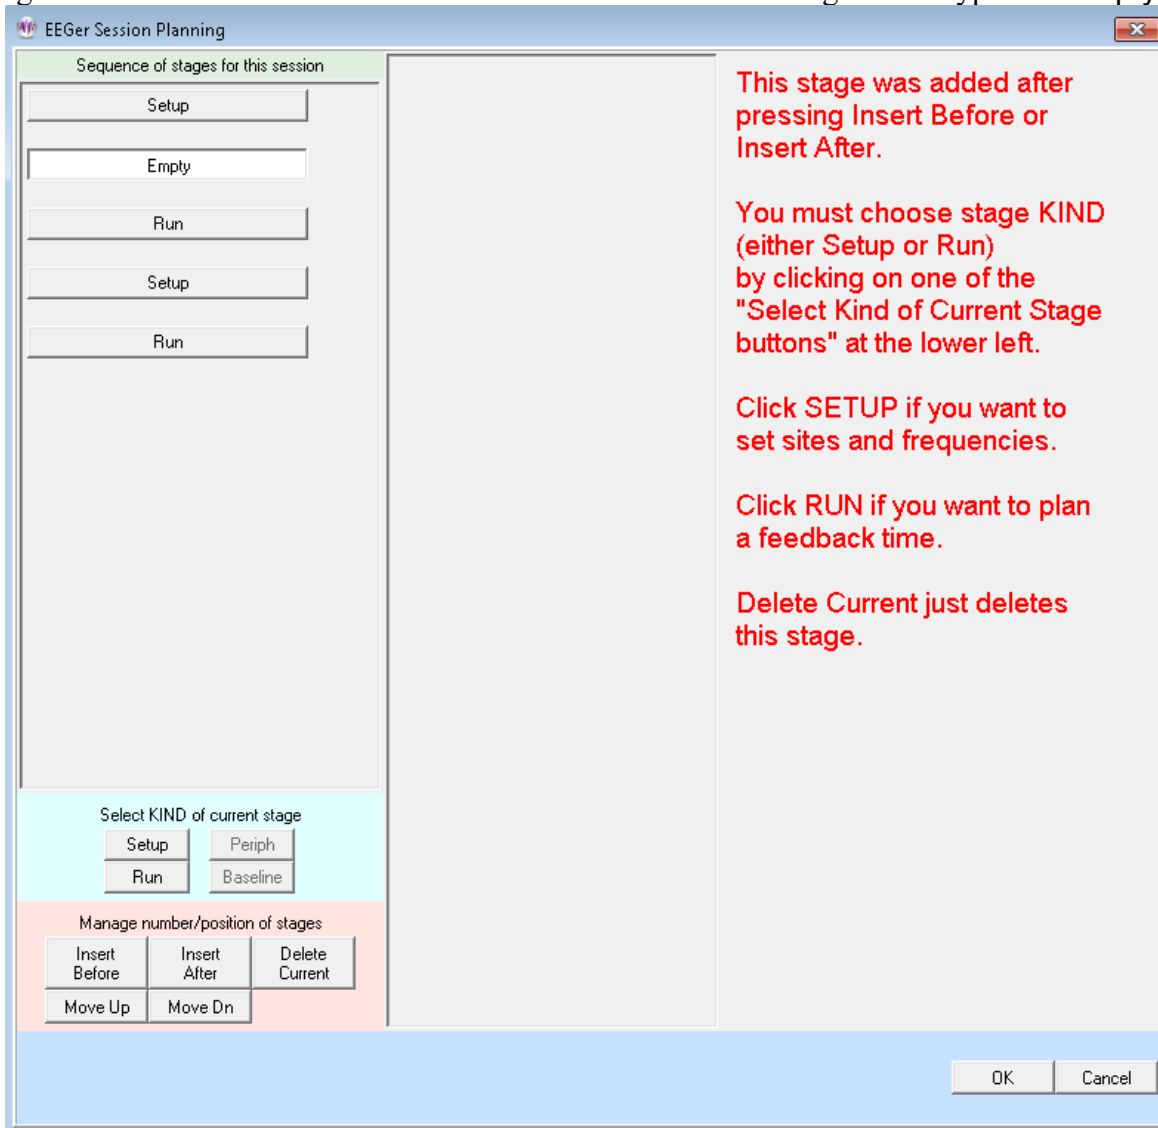 EEGer Session Planning
Sequence of stages for this session
Setup
Empty
Run
Setup
Run
This stage was added after
pressing Insert Before or
Insert After.
You must choose stage KIND
(either Setup or Run)
by clicking on one of the
"Select Kind of Current Stage
buttons" at the lower left.
Click SETUP if you want to
set sites and frequencies.
Click RUN if you want to plan
a feedback time.
Delete Current just deletes
this stage.
Select KIND of current stage
Setup
Periph
Run
Baseline
Manage number/position of stages
Insert
Before
Insert
After
Delete
Current
Move Up
Move Dn
OK
Cancel